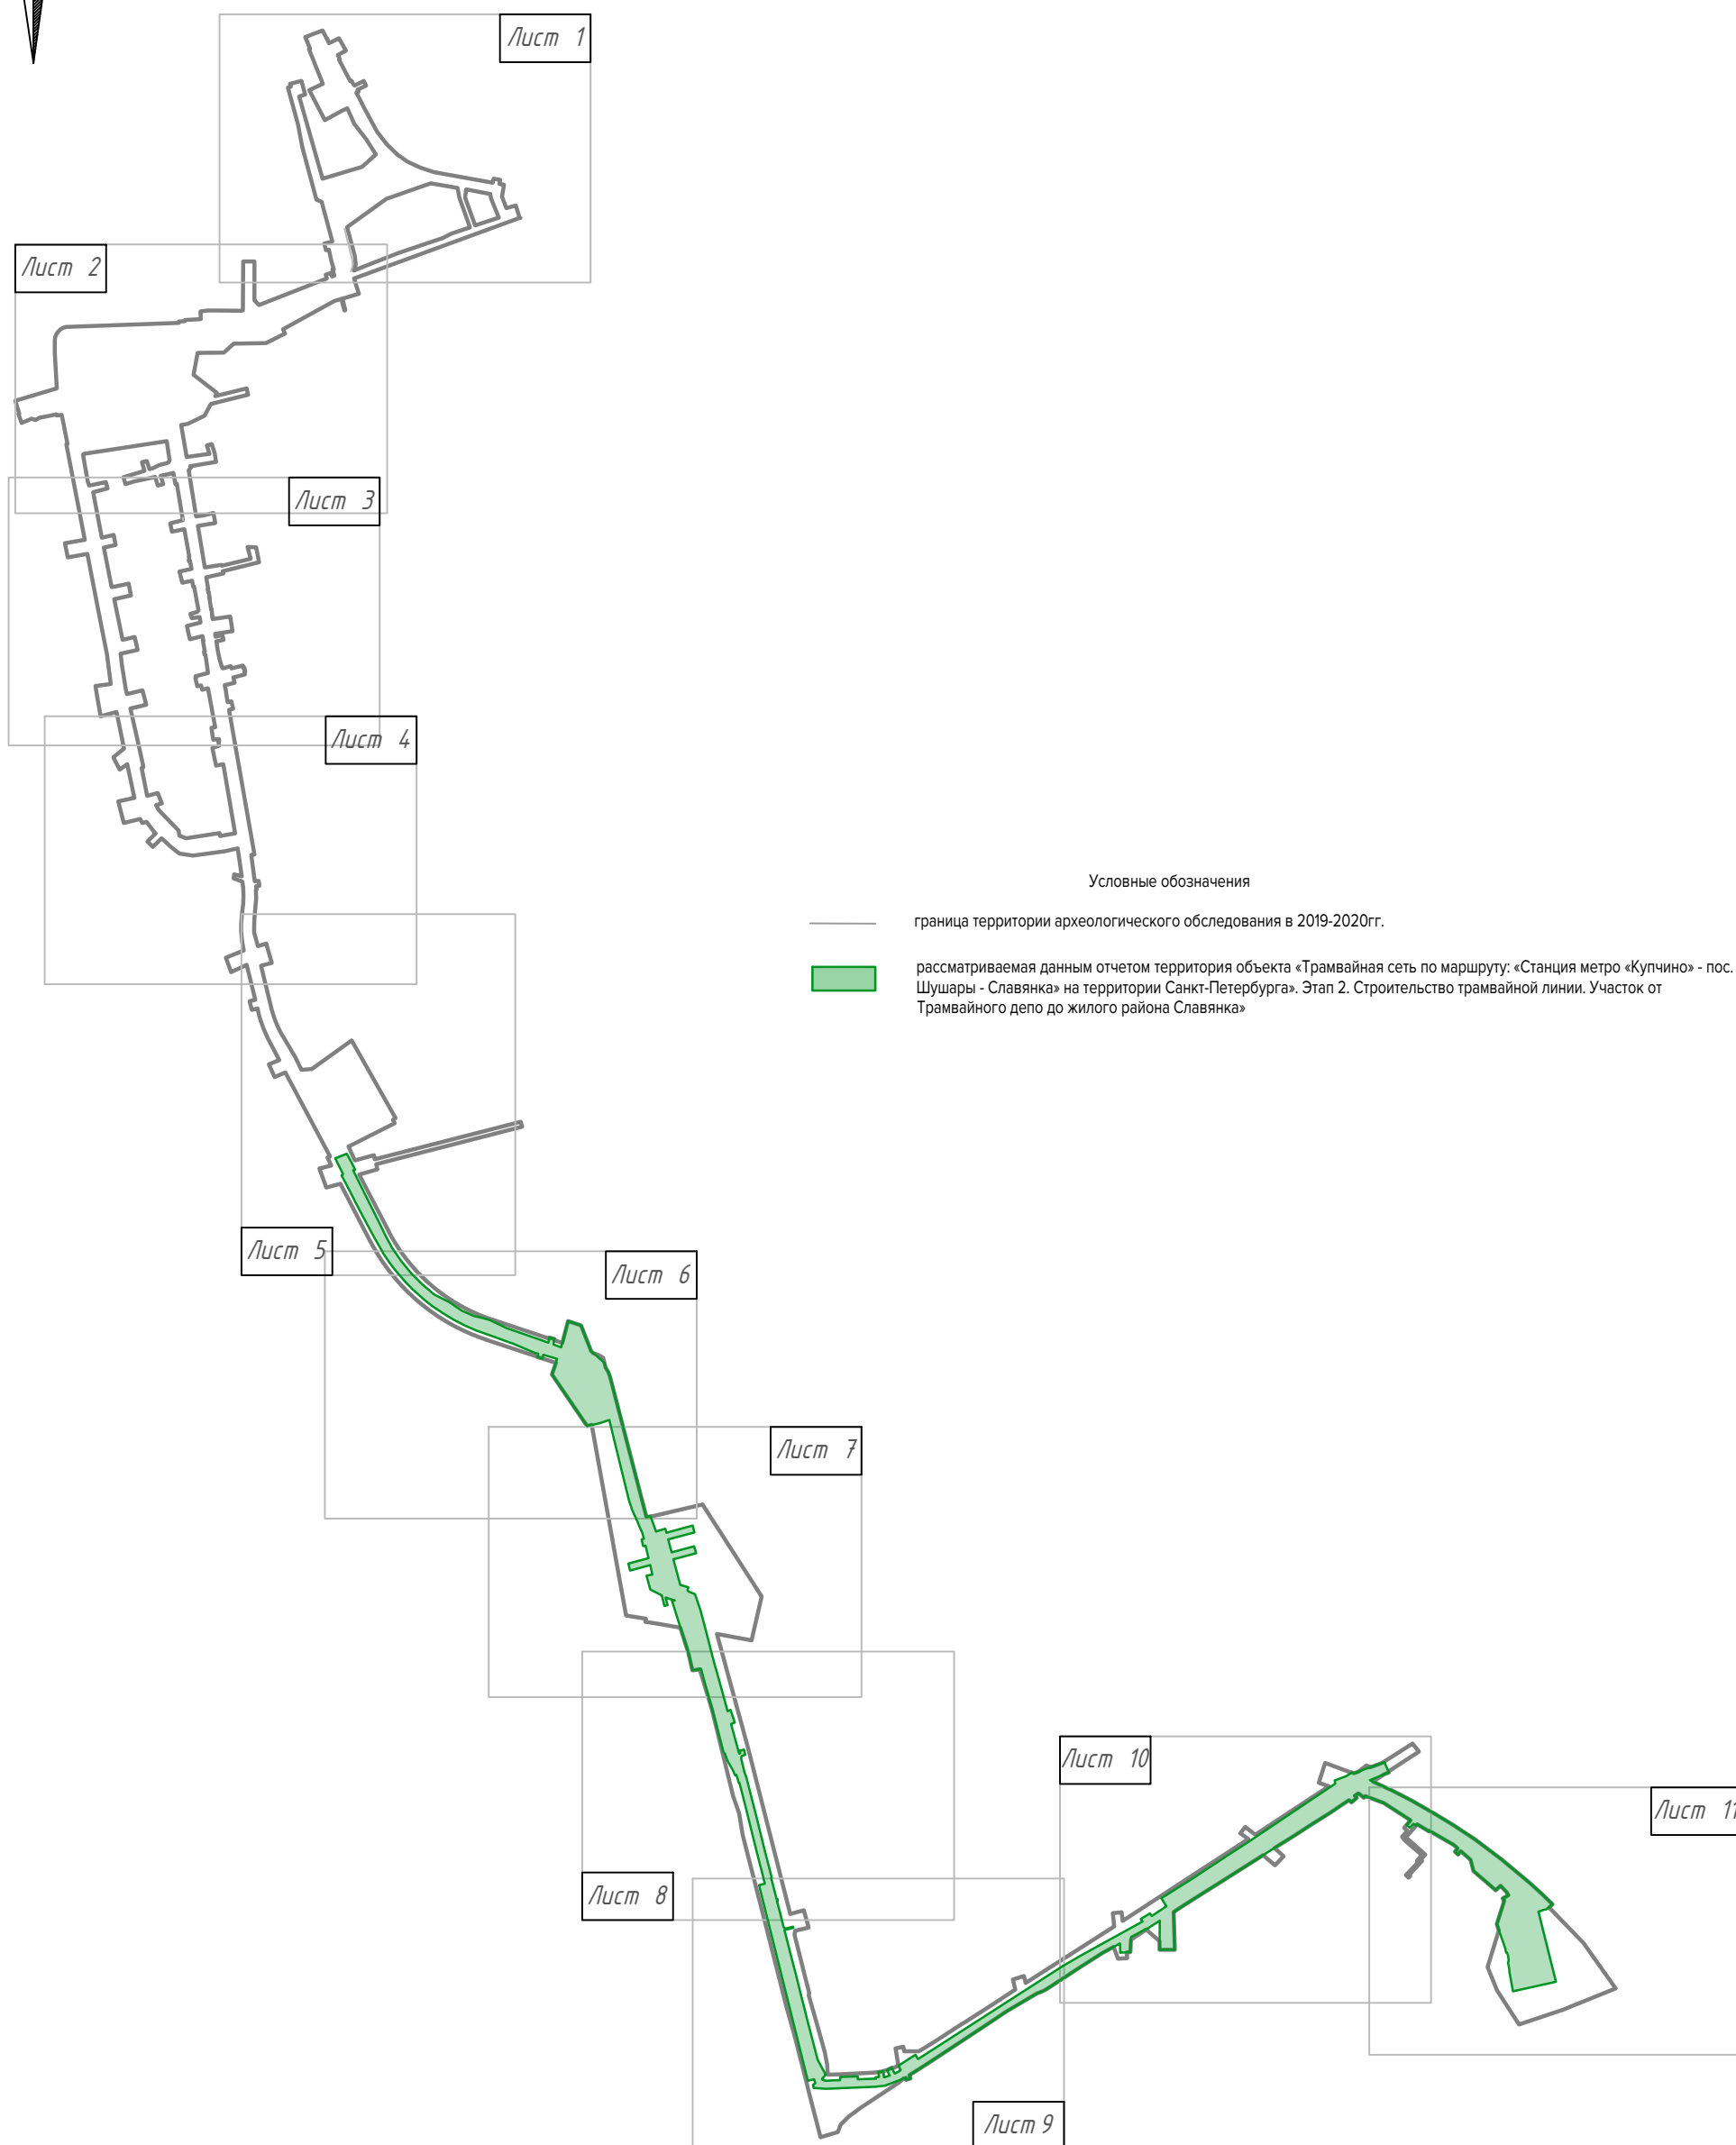 Лист 1
Лист 2
Лист 3
Лист 4
Условные обозначения
граница территории археологического обследования в 2019-2020гг.
рассматриваемая данным отчетом территория объекта «Трамвайная сеть по маршруту: «Станция метро «Купчино» - пос.
Шушары - Славянка» на территории Санкт-Петербурга». Этап 2. Строительство трамвайной линии. Участок от
Трамвайного депо до жилого района Славянка»
Лист 5
Лист 6
Лист 7
Лист 10
Лист 11
Лист 8
Лист 9